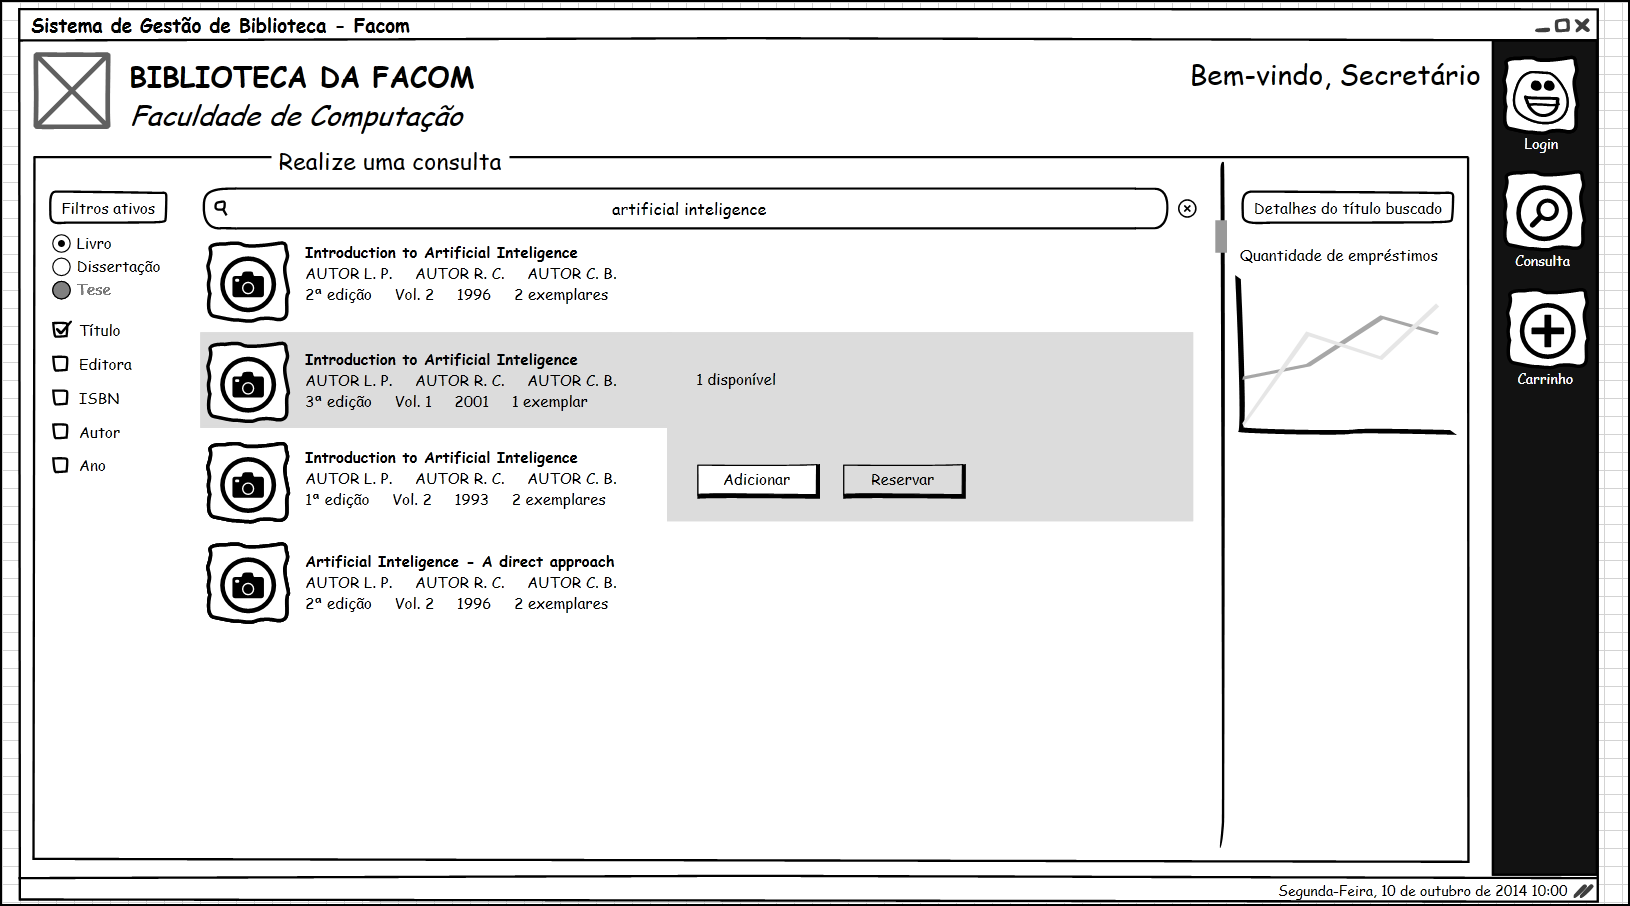 Sistema de Gestão de Biblioteca - Facom
BIBLIOTECA DA FACOM
Faculdade de Computação
Bem-vindo, Secretário
Login
Consulta
Carrinho
Realize uma consulta
Filtros ativos
Livro
Dissertação
Tese
Título
Editora
ISBN
Autor
Ano
artificial inteligence
Introduction to Artificial Inteligence
AUTOR L. P. AUTOR R. C. AUTOR C. B.
2ª edição Vol. 2 1996 2 exemplares
Introduction to Artificial Inteligence
AUTOR L. P. AUTOR R. C. AUTOR C. B.
3ª edição Vol. 1 2001 1 exemplar
1 disponível
Adicionar Reservar
Introduction to Artificial Inteligence
AUTOR L. P. AUTOR R. C. AUTOR C. B.
1ª edição Vol. 2 1993 2 exemplares
Artificial Inteligence - A direct approach
AUTOR L. P. AUTOR R. C. AUTOR C. B.
2ª edição Vol. 2 1996 2 exemplares
Detalhes do título buscado
Quantidade de empréstimos
Segunda-Feira, 10 de outubro de 2014 10:00